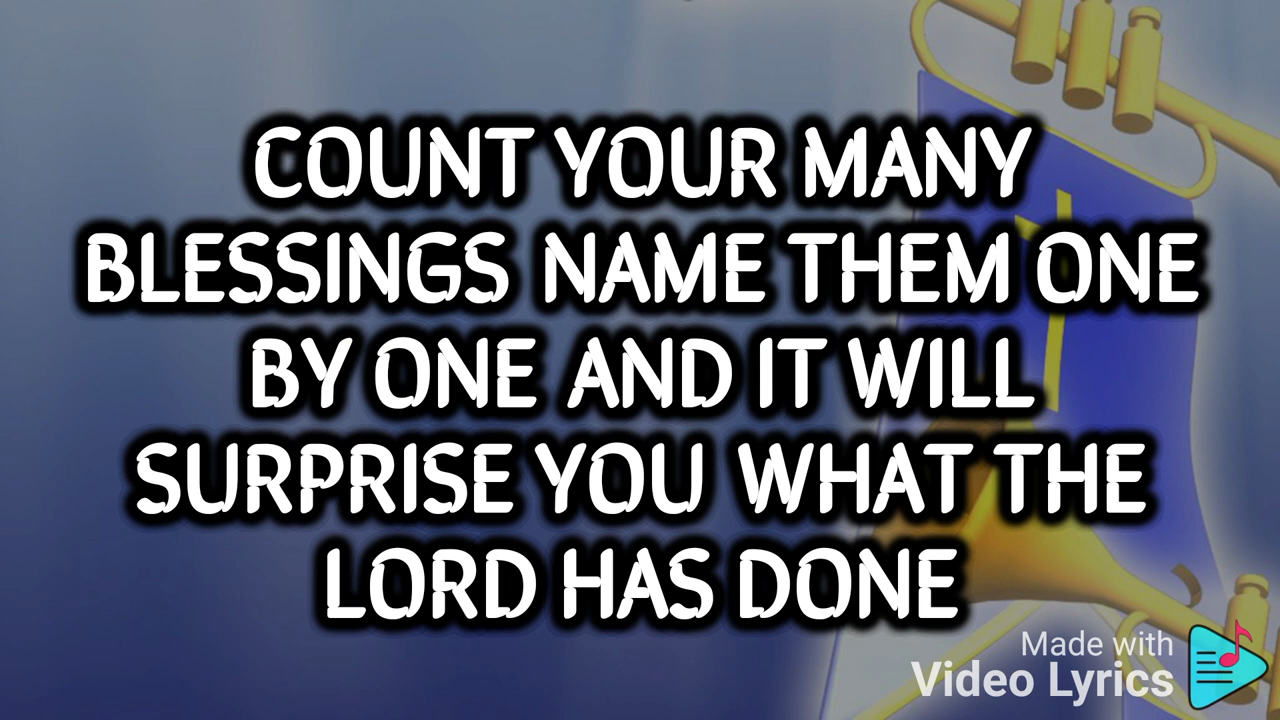 COUNT YOUR MANY
BLESSINGS NAME THEM ONE
BY ONE AND IT WILL
SURPRISE YOU WHAT THE
LORD HAS DONE
Made with
Video Lyrics